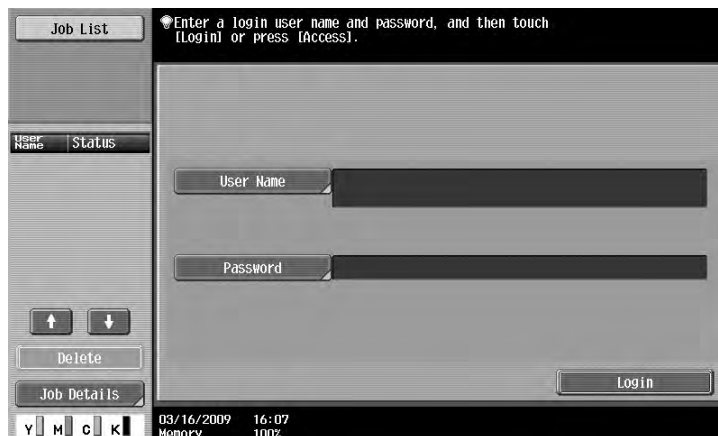 Job List
Enter a login user name and password, and then touch
[Login] or press [Access].
User
Name
Status
User Name
Password
Delete
Job Details
Login
Y M C K
03/16/2009 16:07
Memory 100%